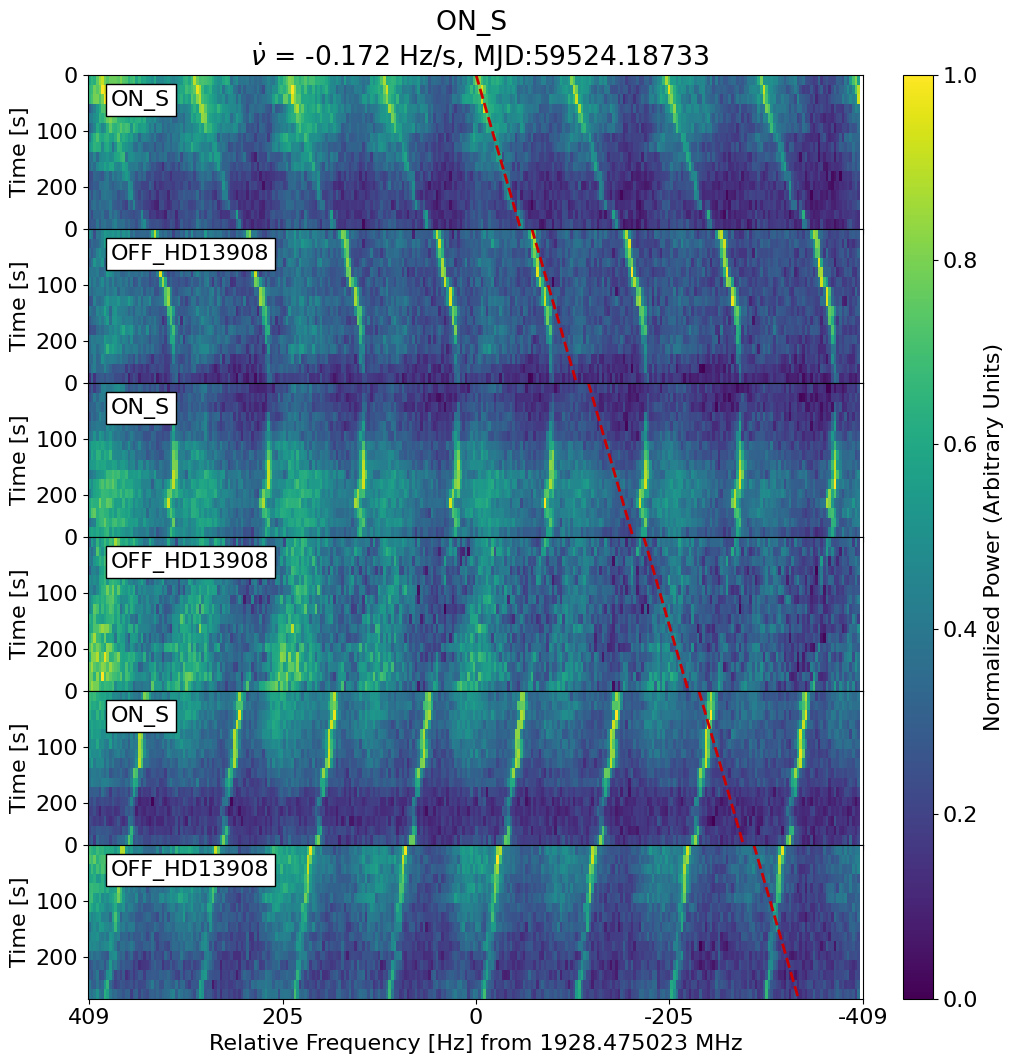 ON_S
ν̇ = -0.172 Hz/s, MJD:59524.18733
0
ON_S
100
Time [s]
200
0
OFF_HD13908
100
Time [s]
200
0
ON_S
100
Time [s]
200
0
OFF_HD13908
100
Time [s]
200
0
ON_S
100
Time [s]
200
0
OFF_HD13908
100
Time [s]
200
409
205
0
-205
-409
Relative Frequency [Hz] from 1928.475023 MHz
1.0
0.8
0.6
0.4
0.2
0.0
Normalized Power (Arbitrary Units)